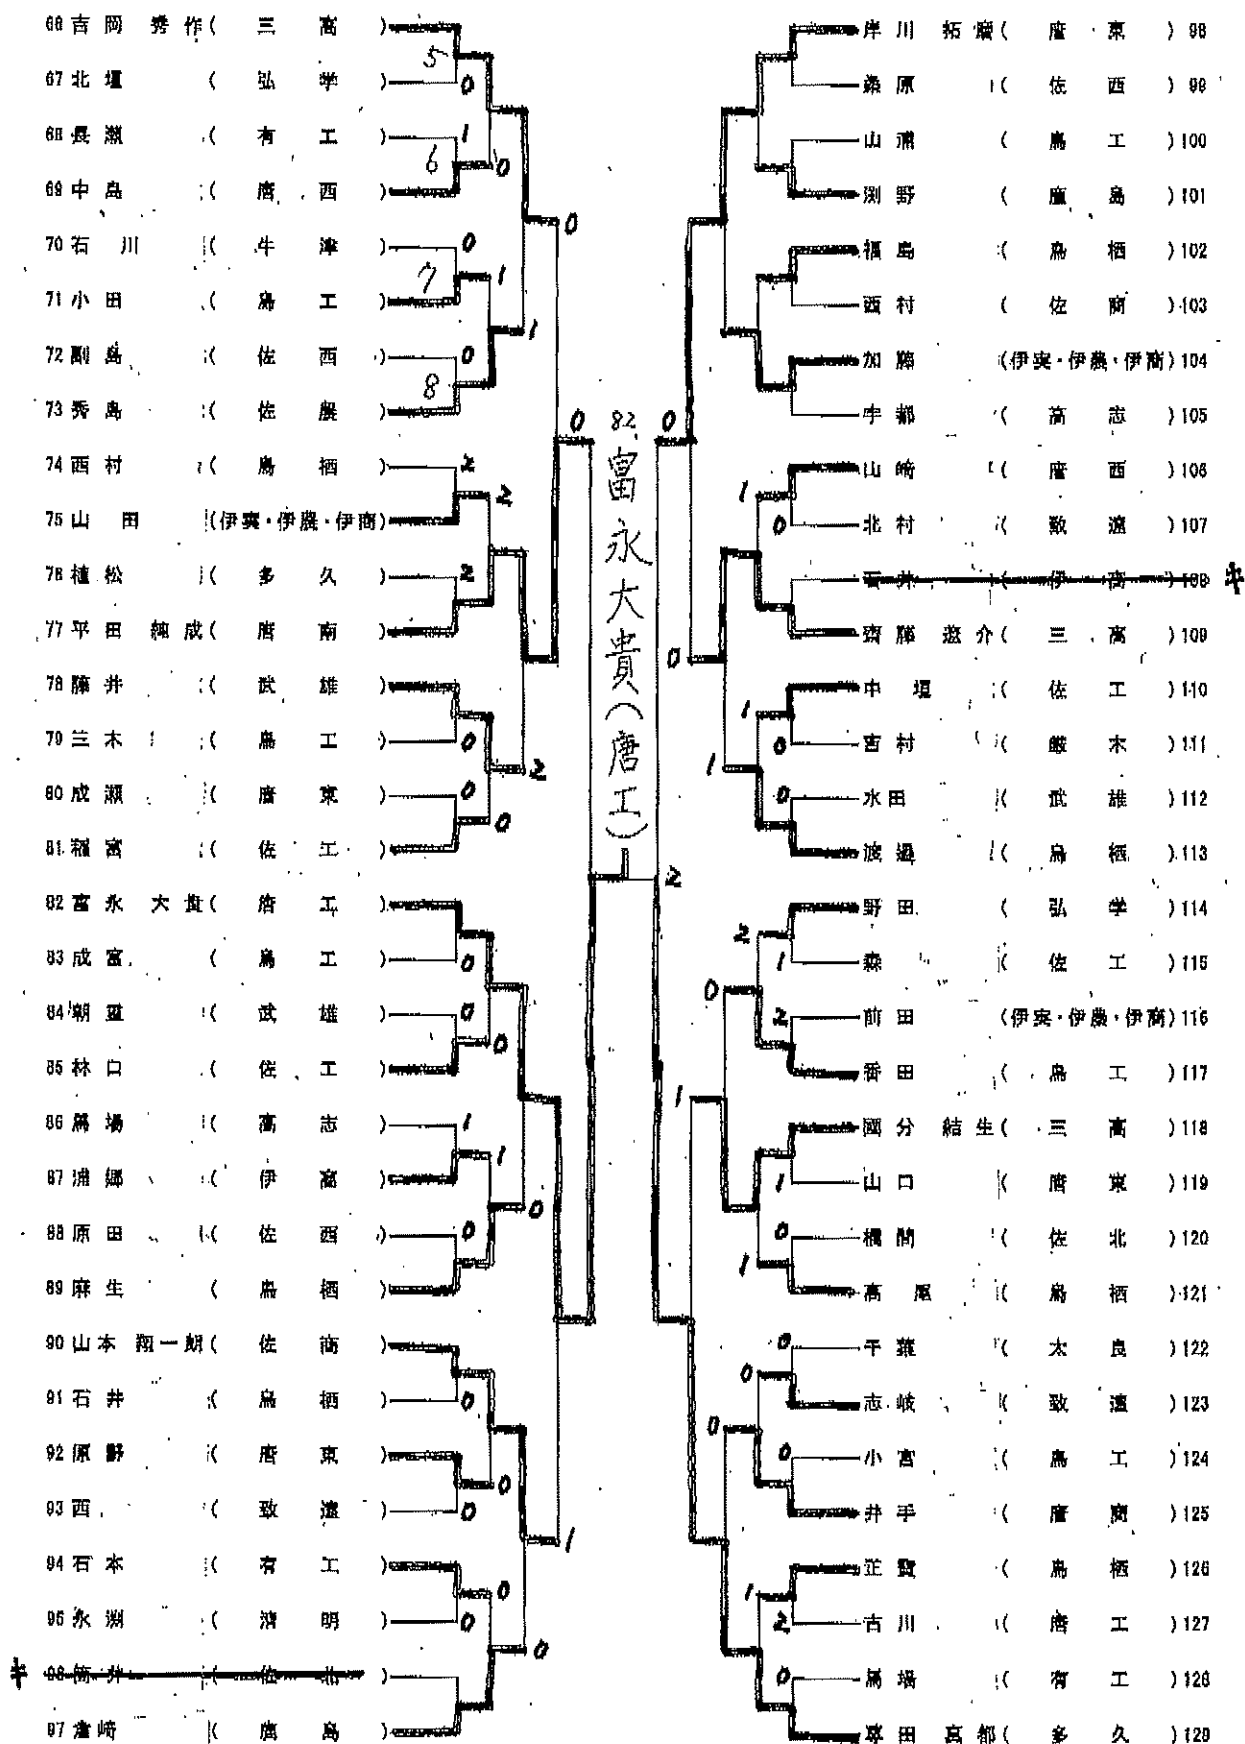 66 吉岡 秀作 ( 三 高 )
5
67 北 ( 弘 学 ) 0
68 長瀬 ( 有 工 ) 1
6 0
69 中島 ( 唐 西 )
0
70 石川 ( 牛 津 ) 0
7 1
71 小田 ( 鳥 工 )
1
72 副島 ( 佐 西 ) 0
8
73 秀島 ( 佐 農 )
0
74 西村 ( 鳥 栖 ) 2
2
75 山田 (伊実・伊農・伊商)
76 植松 ( 多 久 ) 2
77 平田 成 ( 唐 南 )
78 藤井 ( 武 雄 )
79 三木 ( 鳥 工 ) 0
2
80 成瀬 ( 唐 東 ) 0
0
81 稲富 ( 佐 工 )
82 富永 大貴 ( 唐 工 )
83 成富 ( 鳥 工 ) 0
84 朝重 ( 武 雄 ) 0
0
85 林口 ( 佐 工 )
86 馬場 ( 高 志 ) 1
1
87 浦郷 ( 伊 高 )
0
88 原田 ( 佐 西 ) 0
89 麻生 ( 鳥 栖 )
90 山本 翔一朗 ( 佐 商 )
91 石井 ( 鳥 栖 ) 0
92 原野 ( 唐 東 )
0
93 西 ( 致 遠 ) 0
1
94 石本 ( 有 工 )
0
95 永渕 ( 清 明 ) 0
0
キ 96 筒井 ( 佐 北 )
97 ( 鹿 島 )
82 富永大貴(唐工)
2
岸川 拓磨 ( 唐 東 ) 98
桑原 ( 佐 西 ) 99
山浦 ( 鳥 工 ) 100
渕野 ( 鹿 島 ) 101
福島 ( 鳥 栖 ) 102
西村 ( 佐 商 ) 103
加藤 (伊実・伊農・伊商) 104
宇都 ( 高 志 ) 105
0
山崎 ( 唐 西 ) 106
1
0 北村 ( 致 遠 ) 107
( 伊 高 ) 108 キ
齋藤 介 ( 三 高 ) 109
0
中垣 ( 佐 工 ) 110
1
0 吉村 ( 厳 木 ) 111
1
0 水田 ( 武 雄 ) 112
渡邉 ( 鳥 栖 ) 113
野田 ( 弘 学 ) 114
2
1 森 ( 佐 工 ) 115
0
2 前田 (伊実・伊農・伊商) 116
香田 ( 鳥 工 ) 117
1
國分 結生 ( 三 高 ) 118
1 山口 ( 唐 東 ) 119
0 ( 佐 北 ) 120
1
高尾 ( 鳥 栖 ) 121
0 千葉 ( 太 良 ) 122
0
志岐 ( 致 遠 ) 123
0
0 小宮 ( 鳥 工 ) 124
井手 ( 唐 商 ) 125
( 鳥 栖 ) 126
1
2 古川 ( 唐 工 ) 127
0 馬場 ( 有 工 ) 128
( 多 久 ) 129